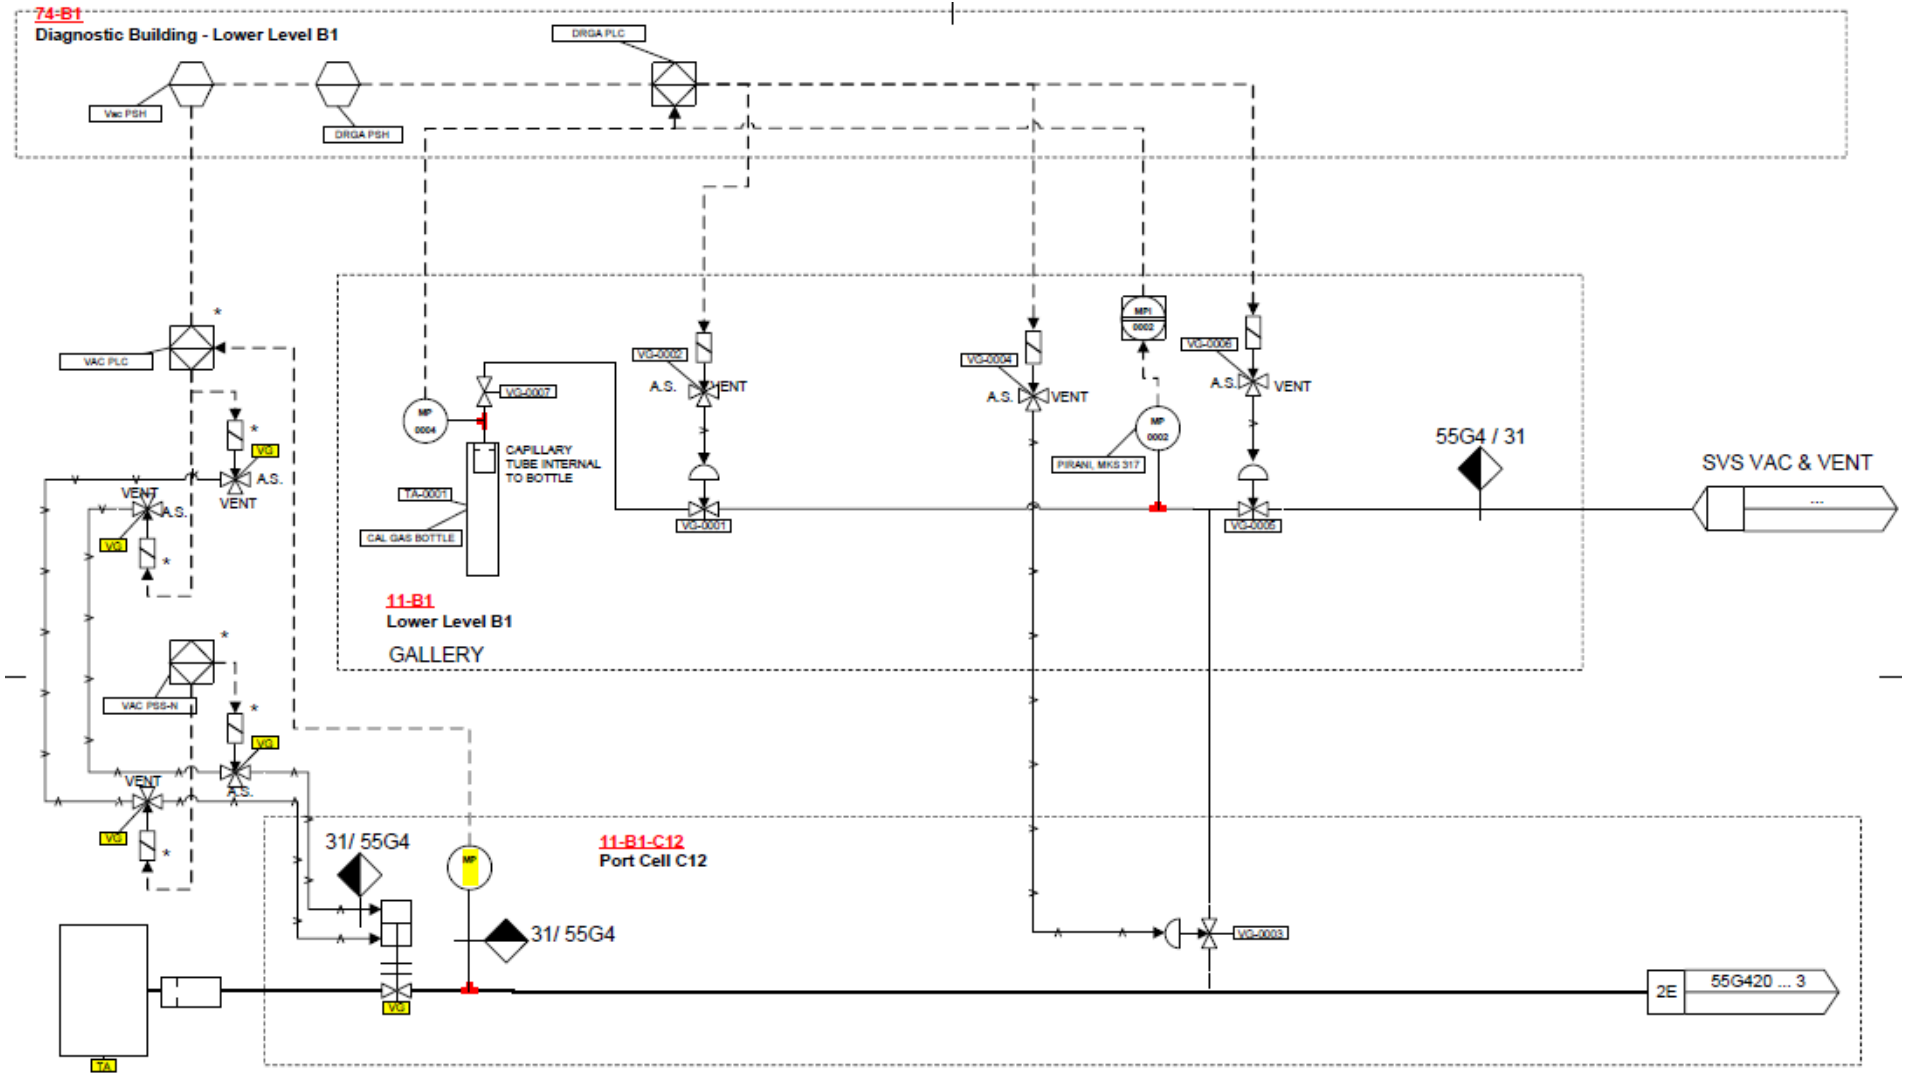 74-B1
Diagnostic Building - Lower Level B1
DRGA PLC
Vac PSH
DRGA PSH
*
VAC PLC
MPI
0002
VG-0002
VG-0004
VG-0006
A.S.
VENT
A.S.
VENT
A.S.
VENT
VG-0007
MP
0004
MP
0002
PIRANI, MKS 317
*
VG
A.S.
VENT
VENT
A.S.
VG
*
CAPILLARY
TUBE INTERNAL
TO BOTTLE
TA-0001
CAL GAS BOTTLE
VG-0001
VG-0005
55G4 / 31
SVS VAC & VENT
...
11-B1
Lower Level B1
GALLERY
*
VAC PSS-N
*
VG
VENT
A.S.
VG
*
31/ 55G4
MP
11-B1-C12
Port Cell C12
31/ 55G4
VG-0003
VG
2E
55G420 ... 3
TA